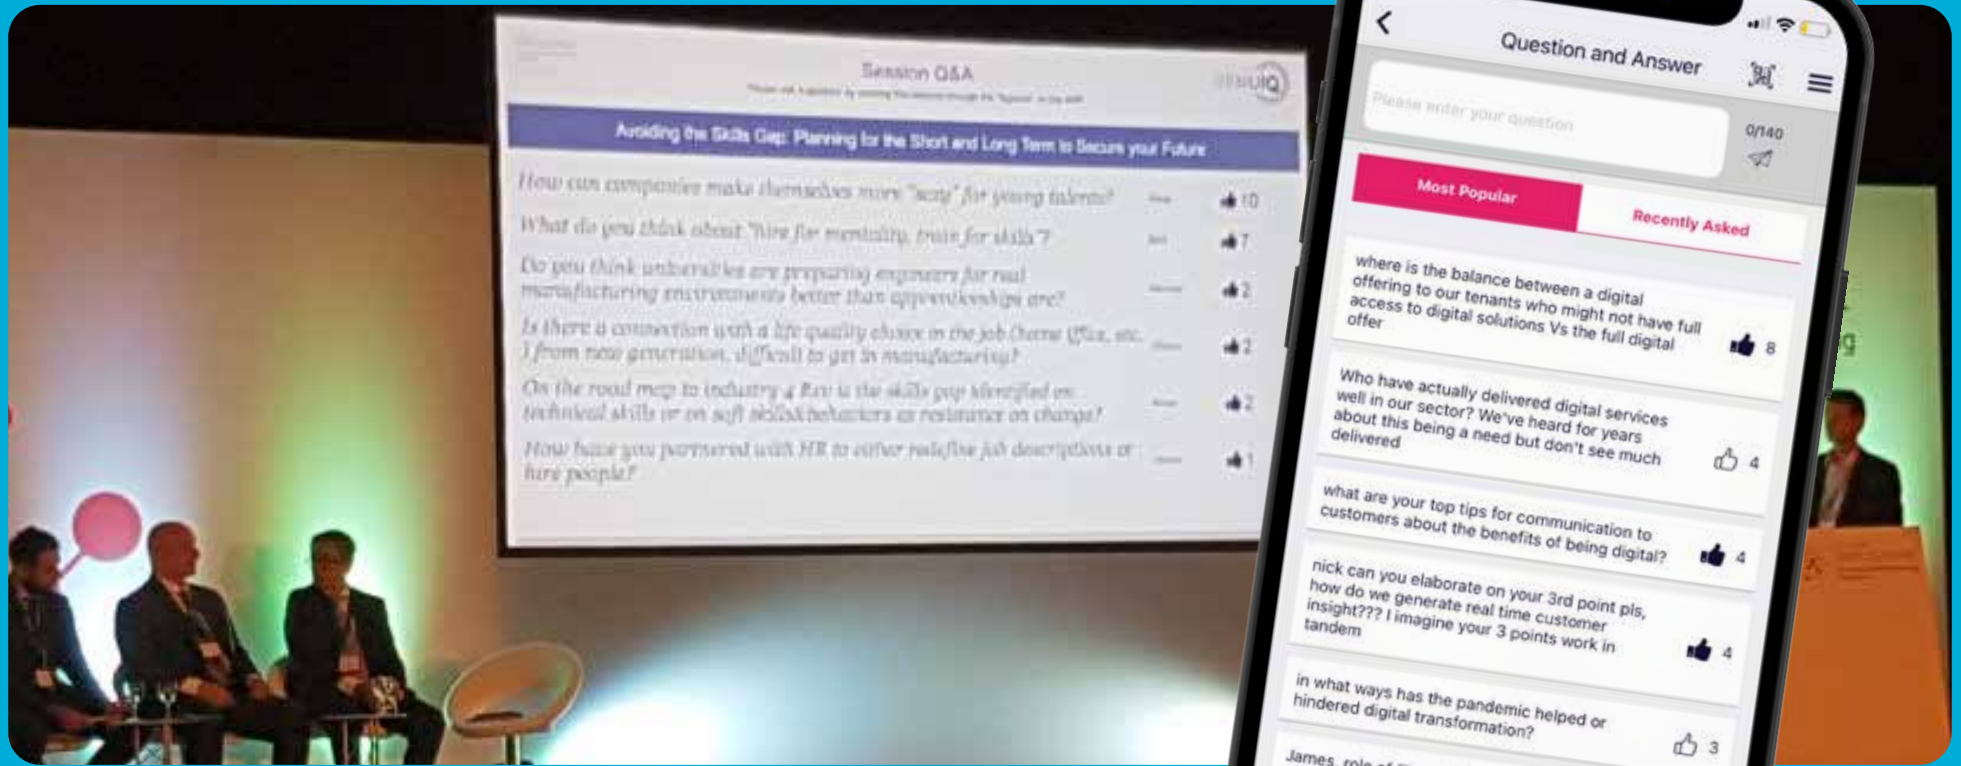 Session Q&A
Avoiding the Skills Gap: Planning for the Short and Long Term to Secure your Future
How can companies make themselves more "sexy" for young talents?
10
What do you think about "hire for mentality, train for skills"?
7
Do you think universities are preparing engineers for real
manufacturing environments better than apprenticeships are?
2
Is there a connection with a life quality choice in the job (home office, etc.
) from new generation, difficult to get in manufacturing?
2
On the road map to industry 4 is the skills gap identified on
technical skills or on soft on change?
2
How have you partnered with HR to either redefine job descriptions or
hire people?
1
Question and Answer
Please enter your question
0/140
Most Popular
Recently Asked
where is the balance between a digital
offering to our tenants who might not have full
access to digital solutions Vs the full digital
offer
8
Who have actually delivered digital services
well in our sector? We've heard for years
about this being a need but don't see much
delivered
4
what are your top tips for communication to
customers about the benefits of being digital?
4
nick can you elaborate on your 3rd point pls,
how do we generate real time customer
insight??? I imagine your 3 points work in
tandem
4
in what ways has the pandemic helped or
hindered digital transformation?
3
James, role of
g